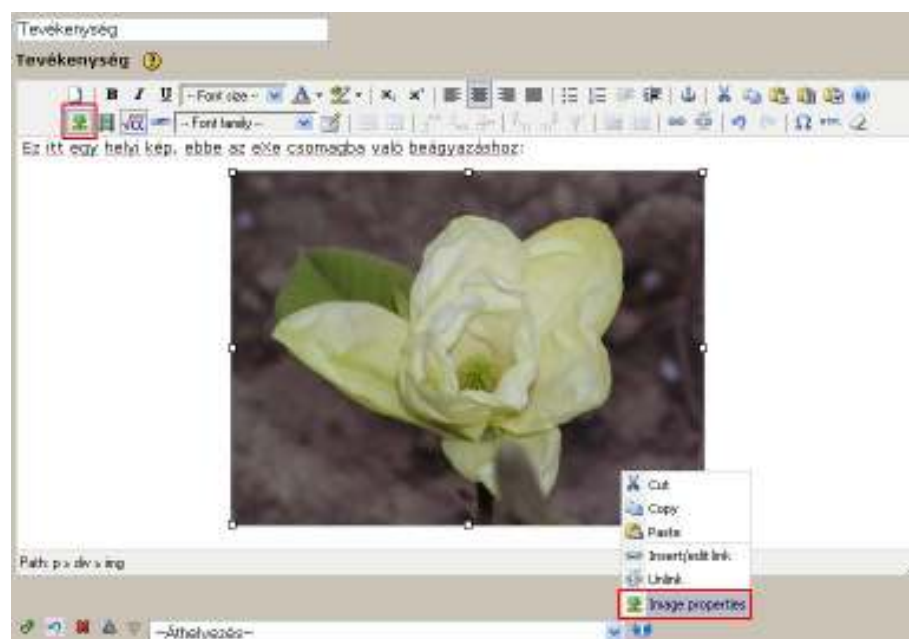 Tevékenység
Tevékenység
B I U -- Font size -- A
-- Font family -- HTML
Ez itt egy helyi kép, ebbe az eXe csomagba való beágyazáshoz:
Cut
Copy
Paste
Insert/edit link
Unlink
Path: p » div » img
Image properties
--Áthelyezés--